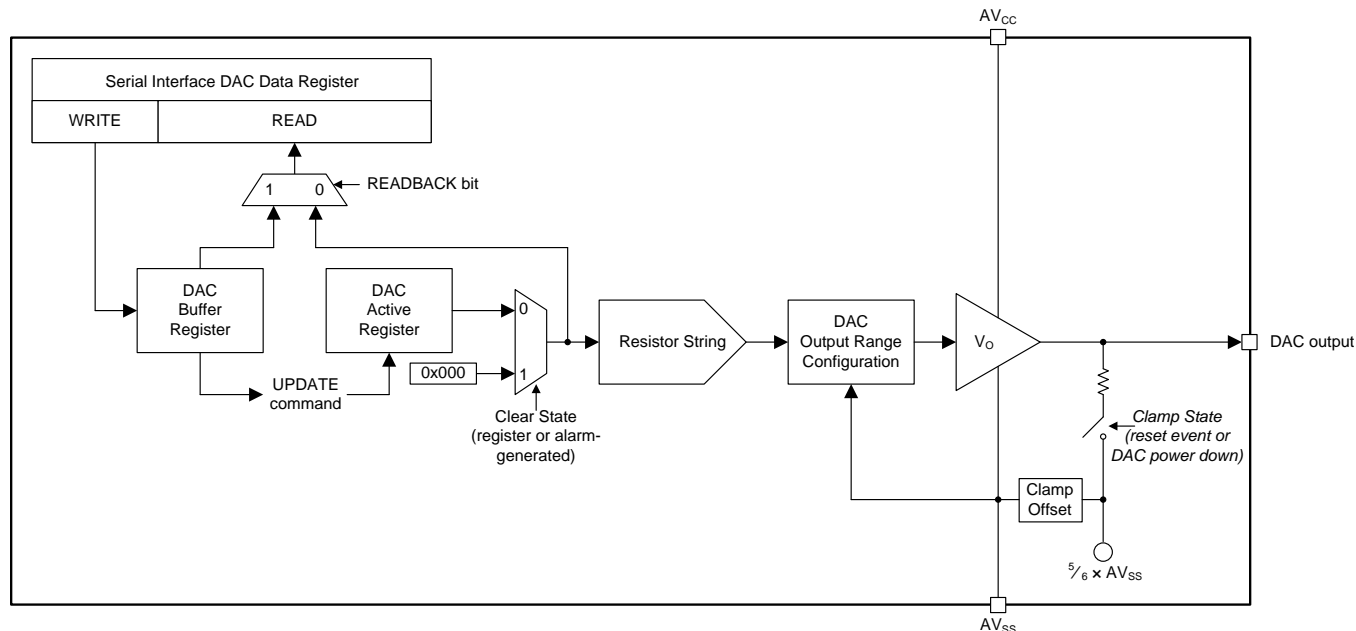 AVCC
Serial Interface DAC Data Register
WRITE
READ
1
0
READBACK bit
DAC
Buffer
Register
DAC
Active
Register
0
1
0x000
UPDATE
command
Clear State
(register or alarm-
generated)
Resistor String
DAC
Output Range
Configuration
VO
DAC output
Clamp State
(reset event or
DAC power down)
Clamp
Offset
5/6 × AVSS
AVSS